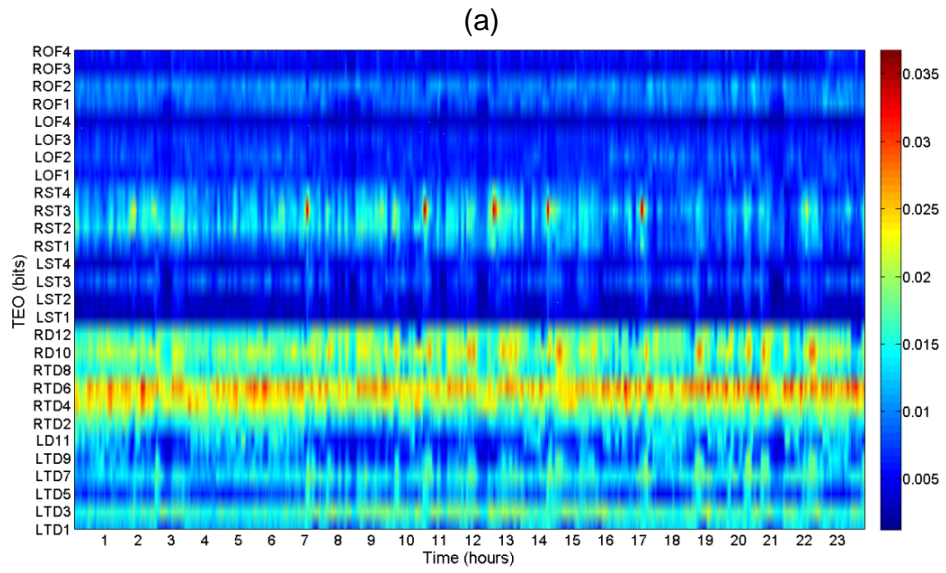 (a)
ROF4
ROF3
ROF2
ROF1
LOF4
LOF3
LOF2
LOF1
RST4
RST3
RST2
RST1
LST4
LST3
LST2
LST1
RD12
RD10
RTD8
RTD6
RTD4
RTD2
LD11
LTD9
LTD7
LTD5
LTD3
LTD1
TEO (bits)
1 2 3 4 5 6 7 8 9 10 11 12 13 14 15 16 17 18 19 20 21 22 23
Time (hours)
0.035
0.03
0.025
0.02
0.015
0.01
0.005